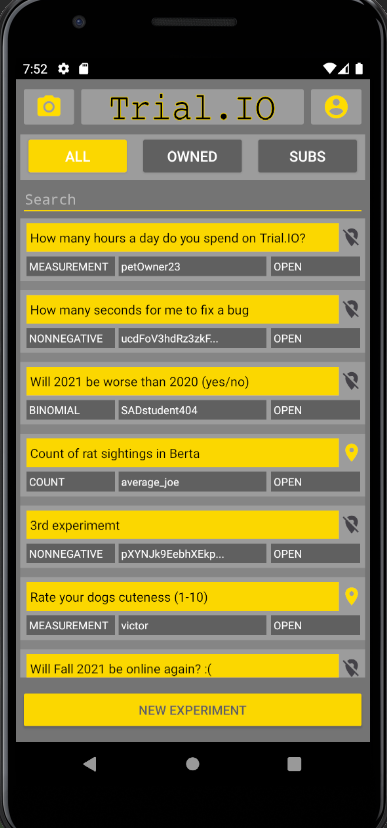 7:52
Trial.IO
ALL
OWNED
SUBS
Search
How many hours a day do you spend on Trial.IO?
MEASUREMENT petOwner23 OPEN
How many seconds for me to fix a bug
NONNEGATIVE ucdFoV3hdRz3zkF... OPEN
Will 2021 be worse than 2020 (yes/no)
BINOMIAL SADstudent404 OPEN
Count of rat sightings in Berta
COUNT average_joe OPEN
3rd experimemt
NONNEGATIVE pXYNJk9EebhXEkp... OPEN
Rate your dogs cuteness (1-10)
MEASUREMENT victor OPEN
Will Fall 2021 be online again? :(
NEW EXPERIMENT